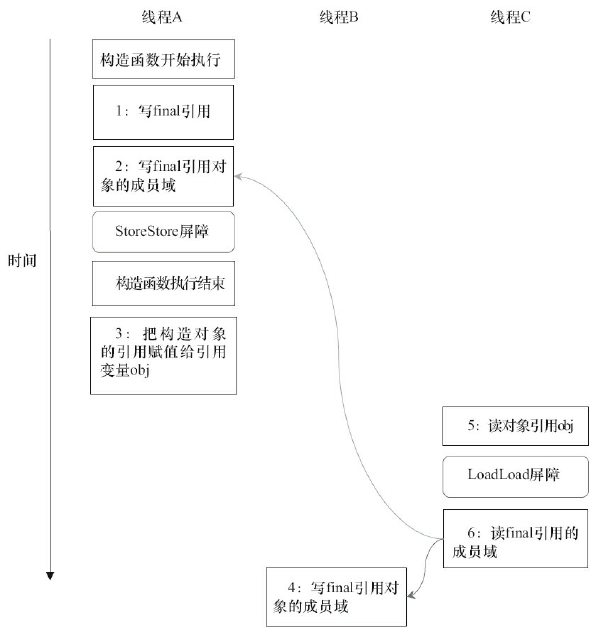 线程A 线程B 线程C
构造函数开始执行
1：写final引用
2：写final引用对
象的成员域
StoreStore屏障
时间
构造函数执行结束
3：把构造对象
的引用赋值给引用
变量obj
5：读对象引用obj
LoadLoad屏障
6：读final引用的
成员域
4：写final引用对
象的成员域